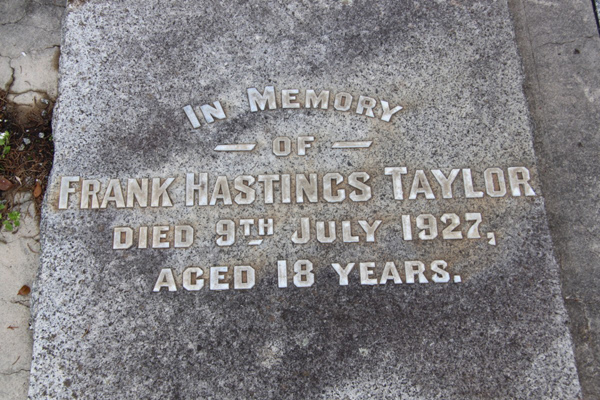 IN MEMORY
— OF —
FRANK HASTINGS TAYLOR
DIED 9TH JULY 1927,
AGED 18 YEARS.